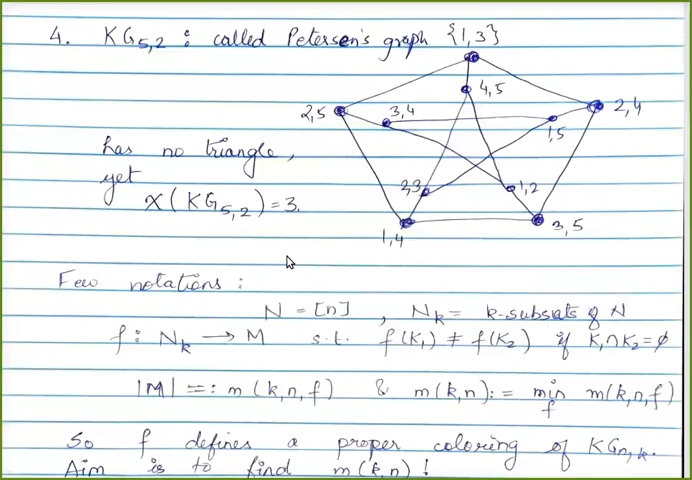 4. KG₅,₂ : called Petersen's graph {1,3}
4,5
2,5
3,4
1,5
2,4
has no triangle,
yet
χ(KG₅,₂)=3.
2,3
1,2
1,4
3,5
Few notations :
N = [n] , Nₖ = k-subsets of N
f : Nₖ → M s.t. f(K₁) ≠ f(K₂) if K₁∩K₂=φ
|M| =: m(k,n,f) & m(k,n) := min_f m(k,n,f)
So f defines a proper coloring of KGₙ,ₖ.
Aim is to find m(k,n)!